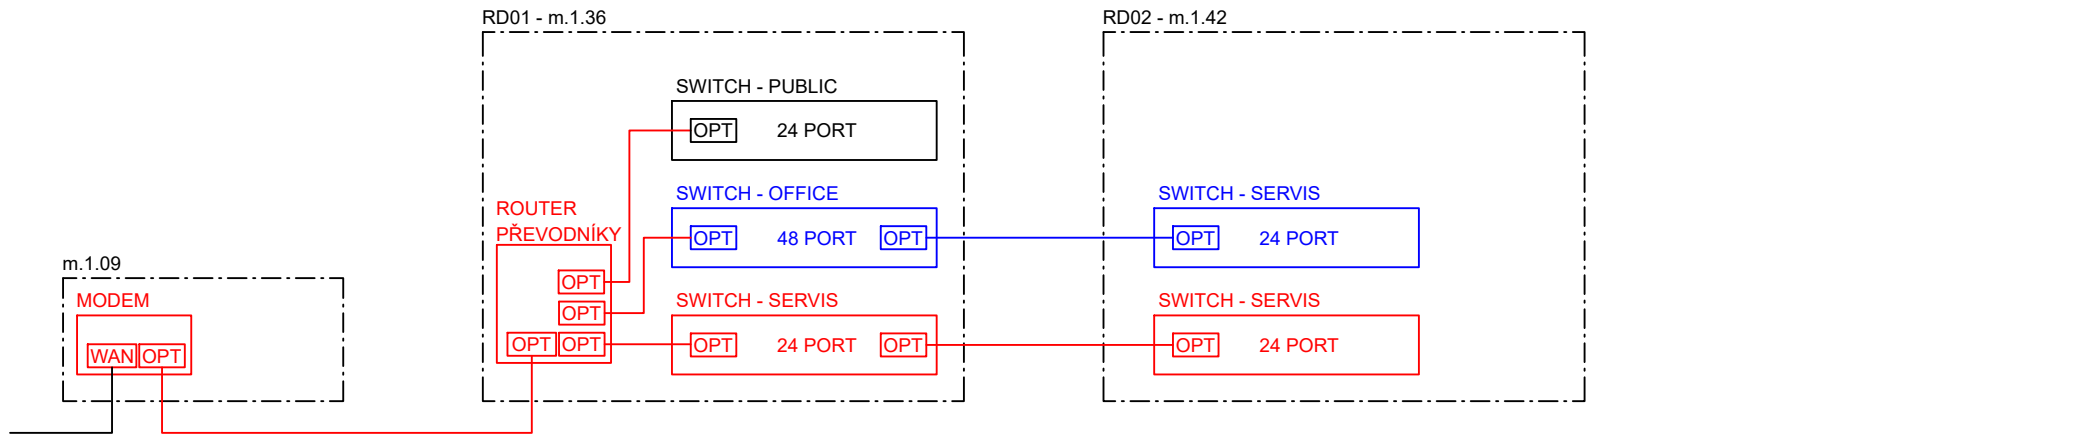 RD01 - m.1.36
RD02 - m.1.42
SWITCH - PUBLIC
OPT 24 PORT
SWITCH - OFFICE
OPT 48 PORT OPT
SWITCH - SERVIS
OPT 24 PORT
ROUTER
PŘEVODNÍKY
OPT
OPT
OPT OPT
SWITCH - SERVIS
OPT 24 PORT OPT
SWITCH - SERVIS
OPT 24 PORT
m.1.09
MODEM
WAN OPT